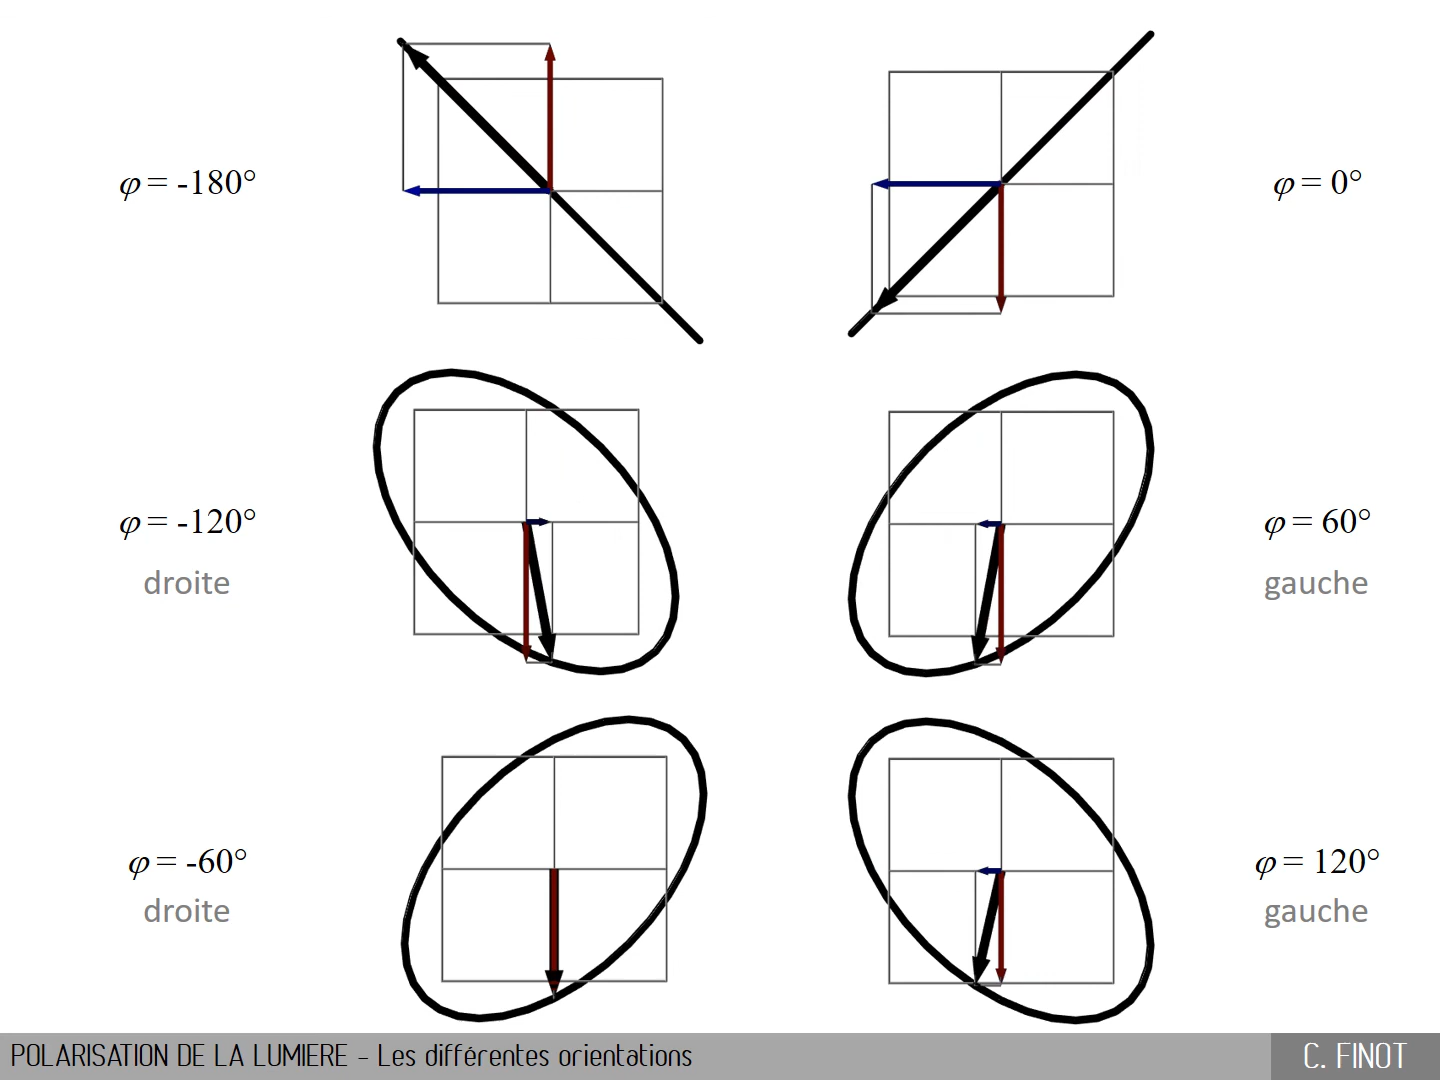 φ = -180°
φ = 0°
φ = -120°
droite
φ = 60°
gauche
φ = -60°
droite
φ = 120°
gauche
POLARISATION DE LA LUMIERE - Les différentes orientations
C. FINOT